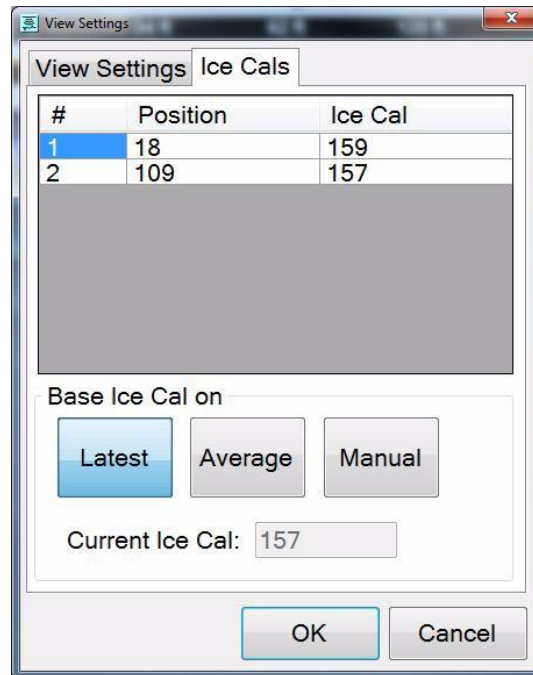 View Settings
View Settings Ice Cals
# Position Ice Cal
1 18 159
2 109 157
Base Ice Cal on
Latest Average Manual
Current Ice Cal: 157
OK Cancel